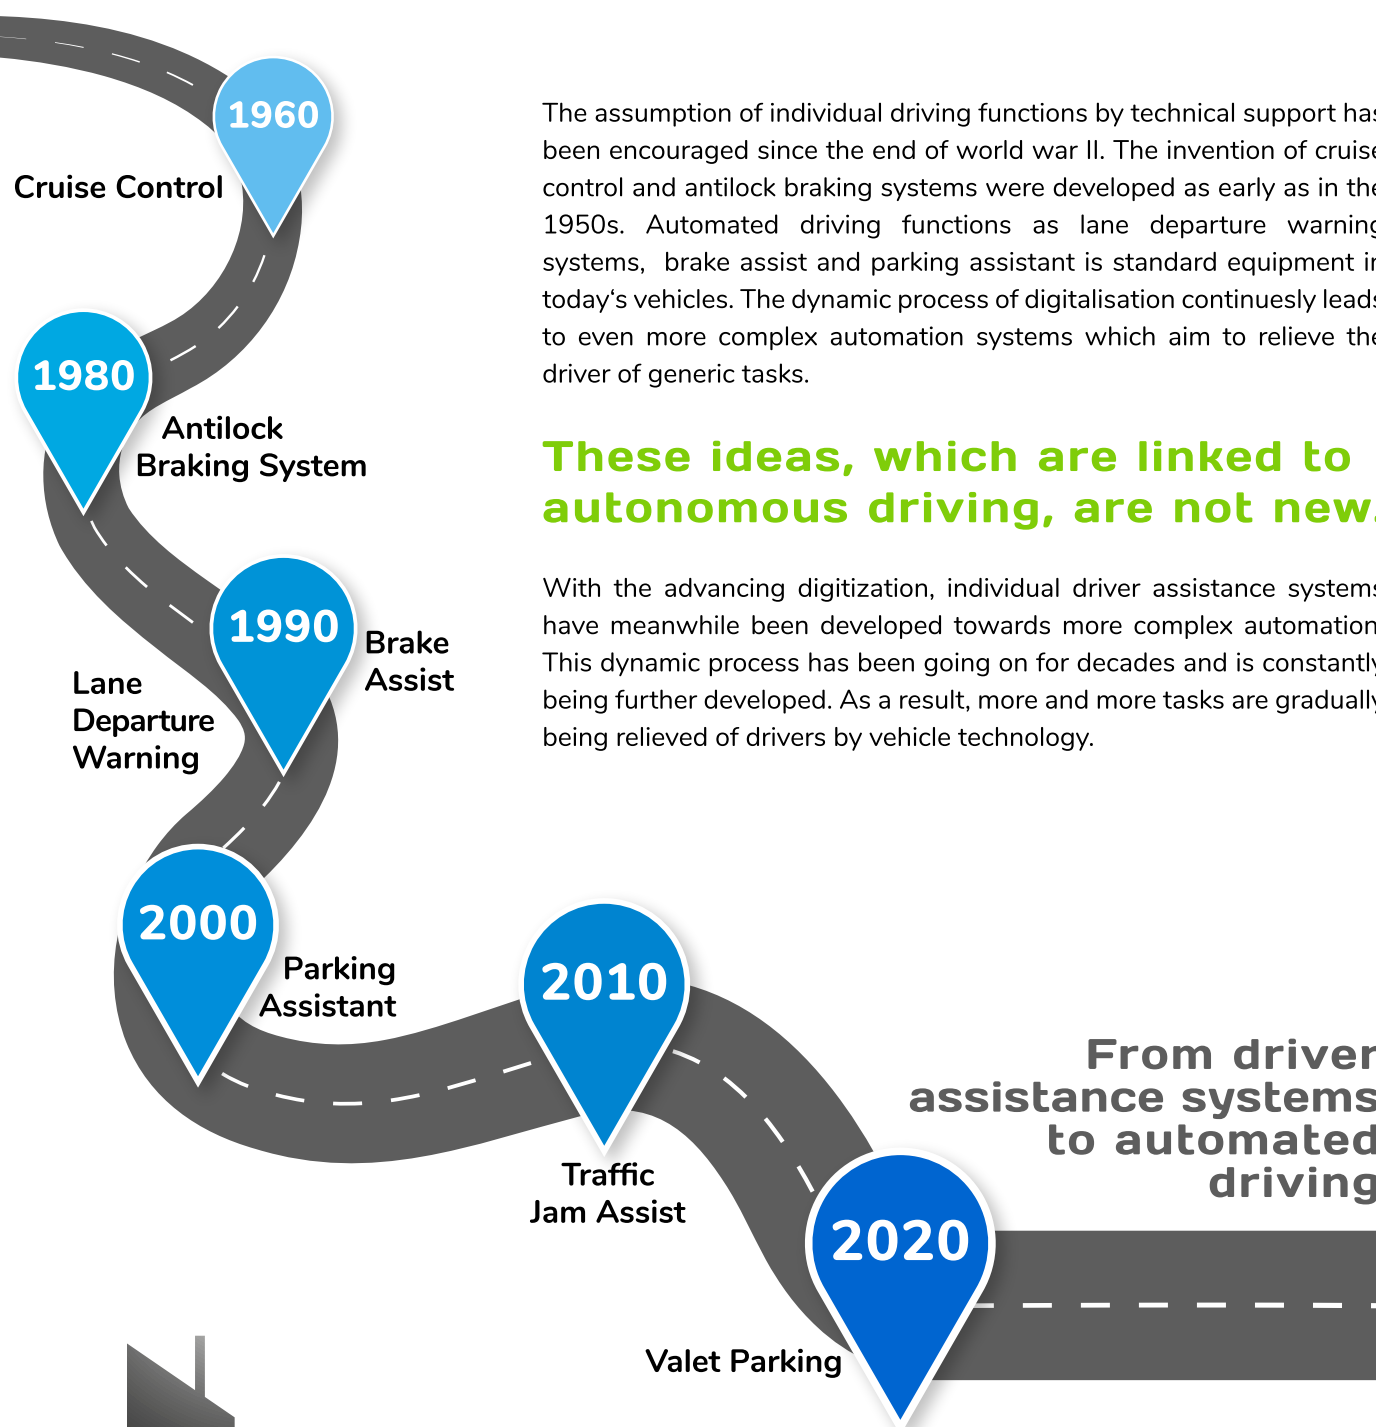 1960
Cruise Control
1980
Antilock
Braking System
1990
Brake
Assist
Lane
Departure
Warning
2000
Parking
Assistant
2010
Traffic
Jam Assist
2020
Valet Parking
The assumption of individual driving functions by technical support has
been encouraged since the end of world war II. The invention of cruise
control and antilock braking systems were developed as early as in the
1950s. Automated driving functions as lane departure warning
systems, brake assist and parking assistant is standard equipment in
today‘s vehicles. The dynamic process of digitalisation continuesly leads
to even more complex automation systems which aim to relieve the
driver of generic tasks.
These ideas, which are linked to
autonomous driving, are not new.
With the advancing digitization, individual driver assistance systems
have meanwhile been developed towards more complex automation
This dynamic process has been going on for decades and is constantly
being further developed. As a result, more and more tasks are gradually
being relieved of drivers by vehicle technology.
From driver
assistance systems
to automated
driving